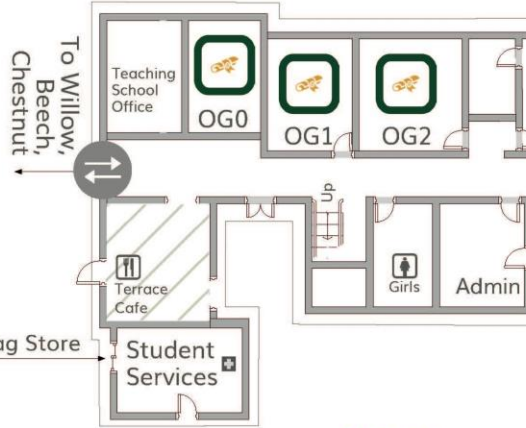 To Willow,
Beech,
Chestnut
Teaching
School
Office
OG0
OG1
OG2
Up
Terrace
Cafe
Girls
Admin
ag Store
Student
Services